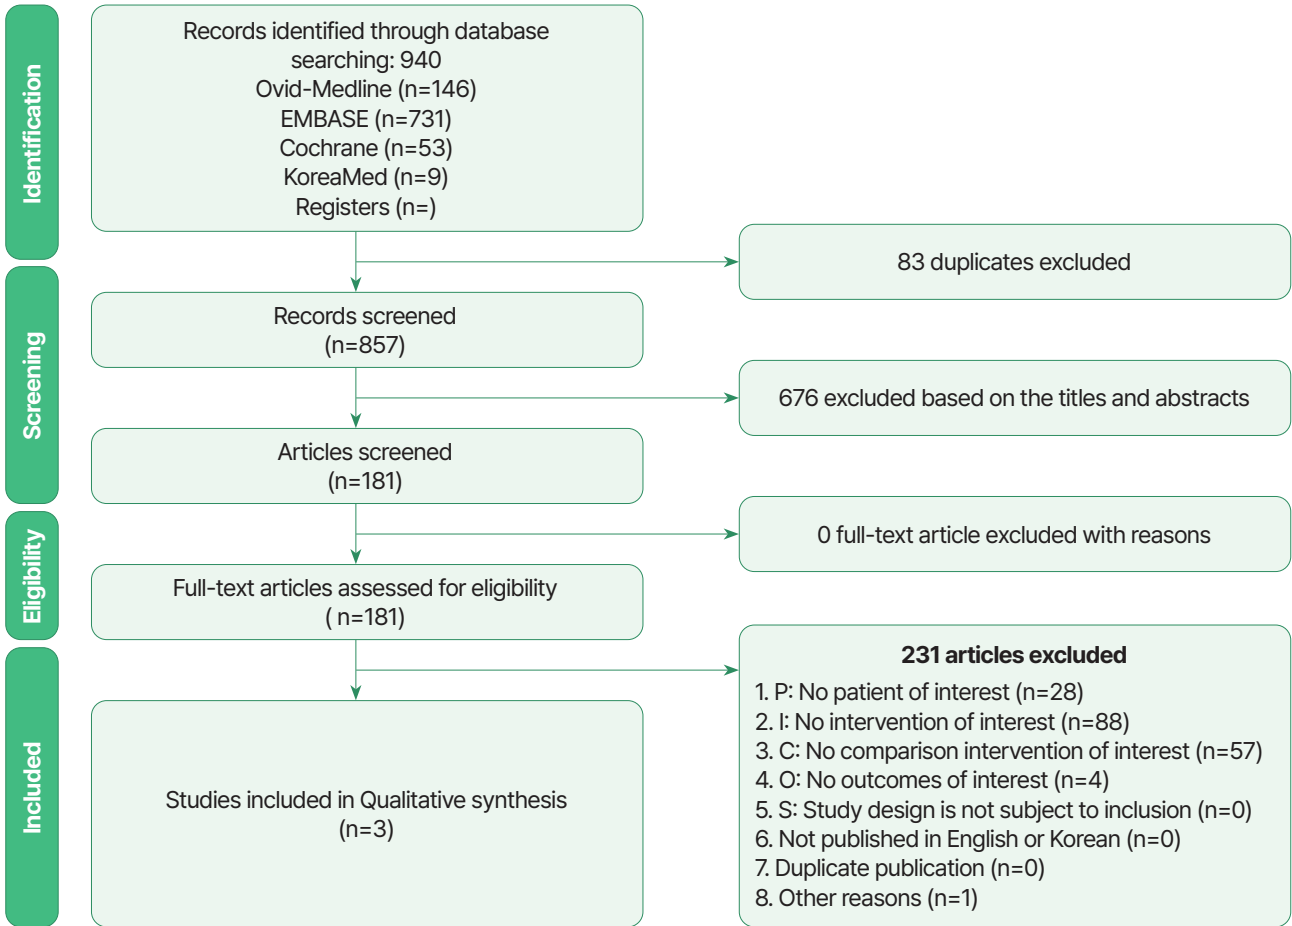 Identification
Records identified through database
searching: 940
Ovid-Medline (n=146)
EMBASE (n=731)
Cochrane (n=53)
KoreaMed (n=9)
Registers (n=)
83 duplicates excluded
Screening
Records screened
(n=857)
676 excluded based on the titles and abstracts
Articles screened
(n=181)
0 full-text article excluded with reasons
Eligibility
Full-text articles assessed for eligibility
( n=181)
231 articles excluded
1. P: No patient of interest (n=28)
2. I: No intervention of interest (n=88)
3. C: No comparison intervention of interest (n=57)
4. O: No outcomes of interest (n=4)
5. S: Study design is not subject to inclusion (n=0)
6. Not published in English or Korean (n=0)
7. Duplicate publication (n=0)
8. Other reasons (n=1)
Included
Studies included in Qualitative synthesis
(n=3)